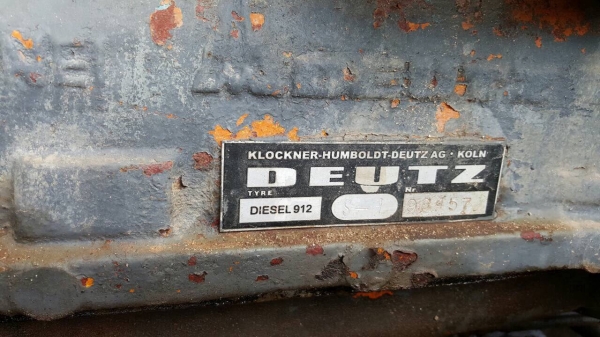 KLOCKNER-HUMBOLDT-DEUTZ AG · KOLN
DEUTZ
TYPE
Nr.
DIESEL 912